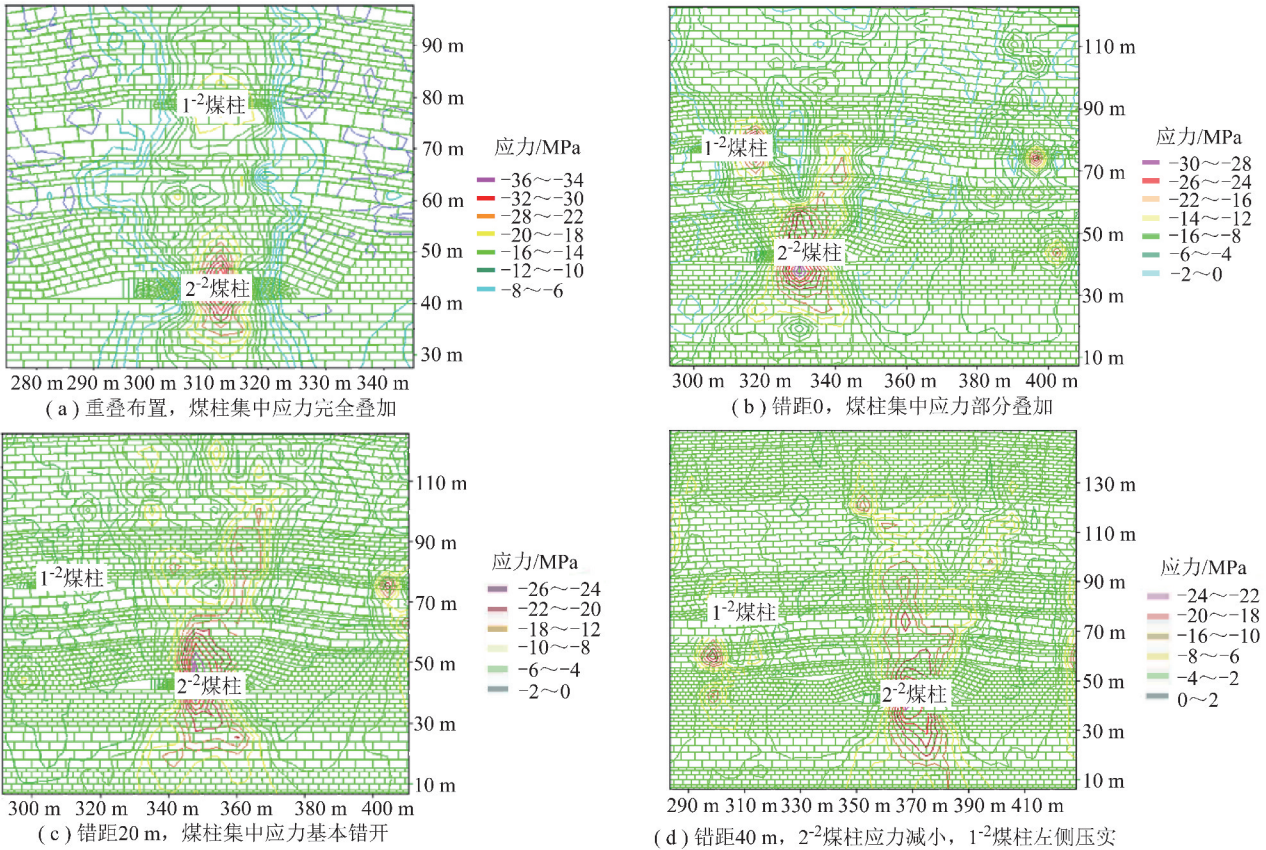 90 m
80 m
70 m
60 m
50 m
40 m
30 m
1⁻²煤柱
2⁻²煤柱
280 m 290 m 300 m 310 m 320 m 330 m 340 m
应力/MPa
−36～−34
−32～−30
−28～−22
−20～−18
−16～−14
−12～−10
−8～−6
(a) 重叠布置，煤柱集中应力完全叠加
110 m
90 m
70 m
50 m
30 m
10 m
1⁻²煤柱
2⁻²煤柱
300 m 320 m 340 m 360 m 380 m 400 m
应力/MPa
−30～−28
−26～−24
−22～−16
−14～−12
−16～−8
−6～−4
−2～0
(b) 错距0，煤柱集中应力部分叠加
110 m
90 m
70 m
50 m
30 m
10 m
1⁻²煤柱
2⁻²煤柱
300 m 320 m 340 m 360 m 380 m 400 m
应力/MPa
−26～−24
−22～−20
−18～−12
−10～−8
−6～−4
−2～0
(c) 错距20 m，煤柱集中应力基本错开
130 m
110 m
90 m
70 m
50 m
30 m
10 m
1⁻²煤柱
2⁻²煤柱
290 m 310 m 330 m 350 m 370 m 390 m 410 m
应力/MPa
−24～−22
−20～−18
−16～−10
−8～−6
−4～−2
0～2
(d) 错距40 m，2⁻²煤柱应力减小，1⁻²煤柱左侧压实